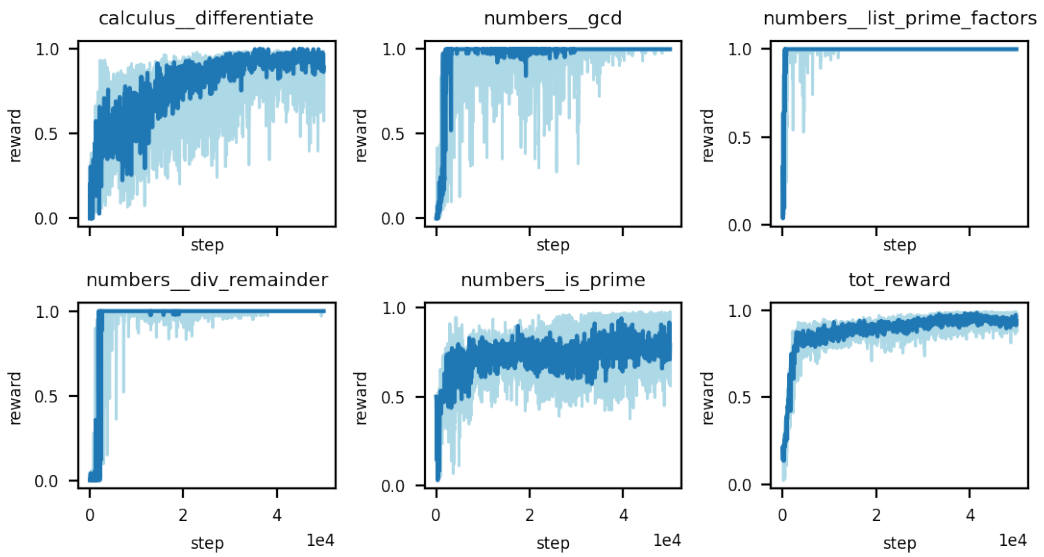 calculus__differentiate
numbers__gcd
numbers__list_prime_factors
1.0
0.5
0.0
reward
step
1.0
0.5
0.0
reward
step
1.0
0.5
0.0
reward
step
numbers__div_remainder
numbers__is_prime
tot_reward
1.0
0.5
0.0
reward
0 2 4
1e4
step
1.0
0.5
0.0
reward
0 2 4
1e4
step
1.0
0.5
0.0
reward
0 2 4
1e4
step